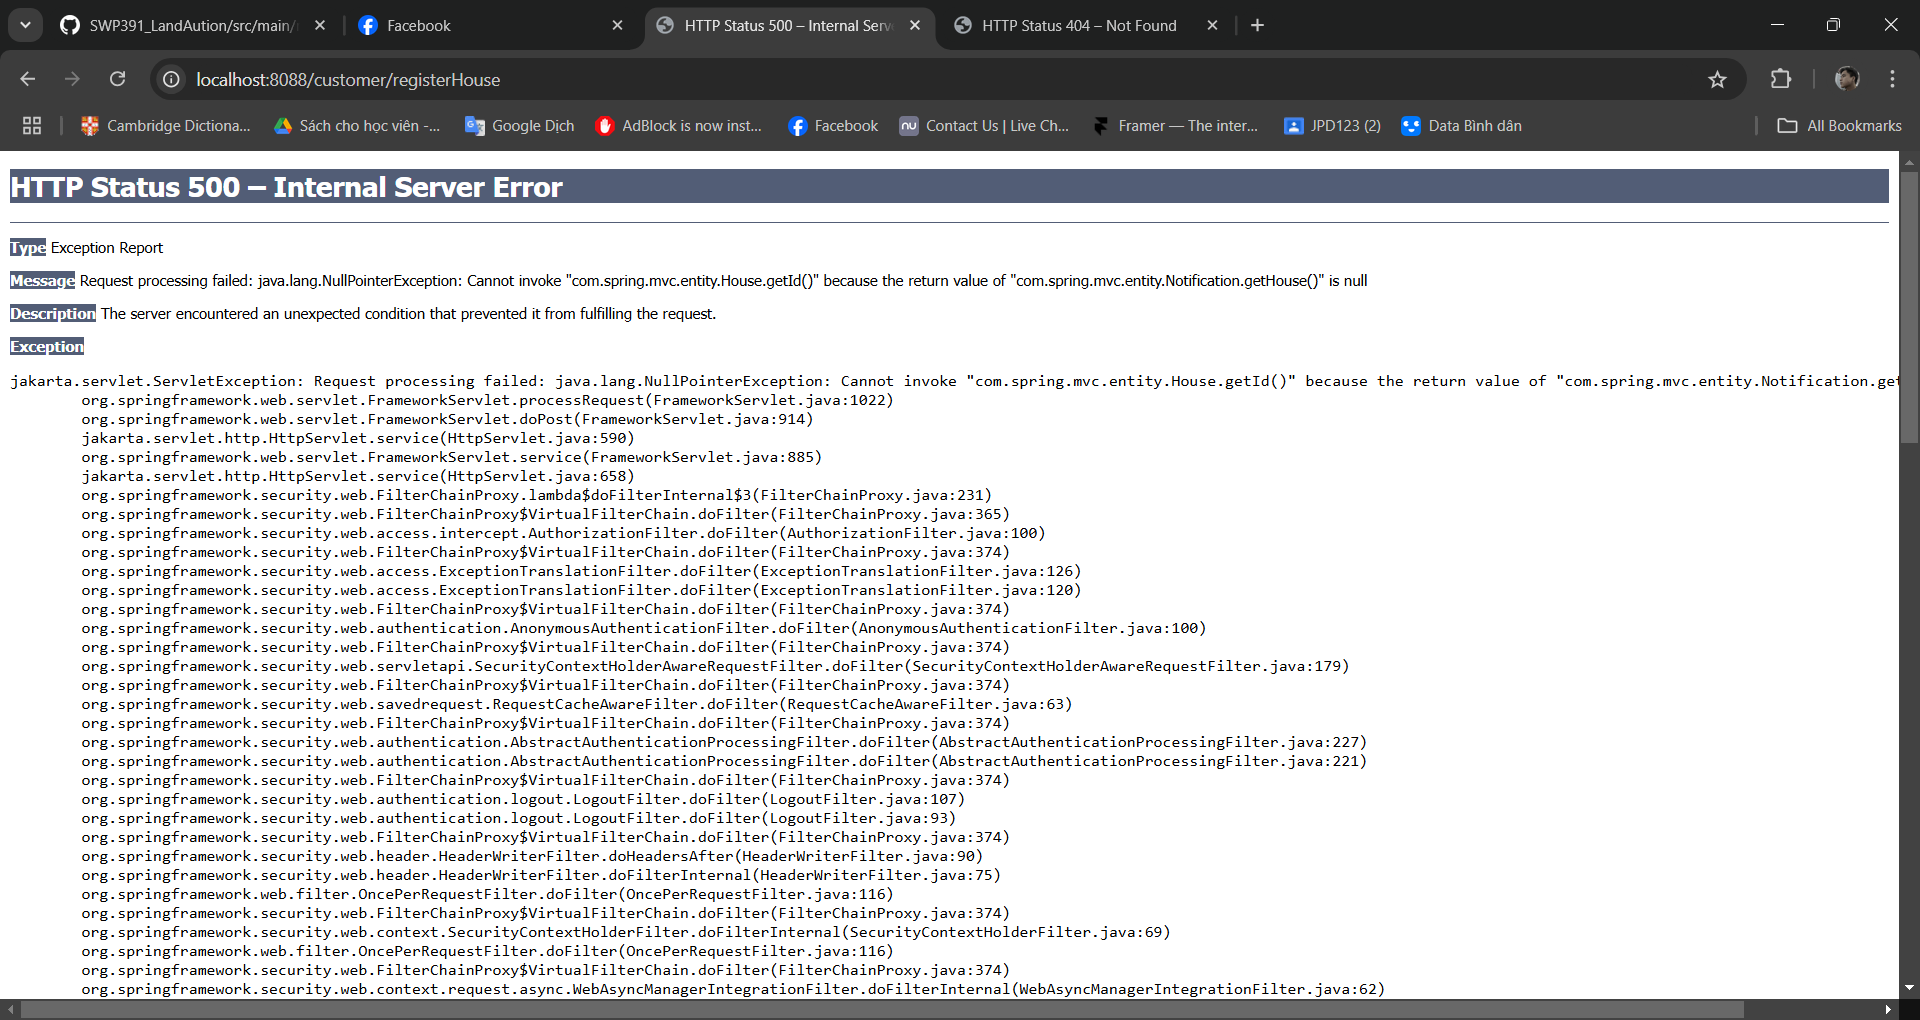 SWP391_LandAution/src/main/
Facebook
HTTP Status 500 – Internal Serv
HTTP Status 404 – Not Found
localhost:8088/customer/registerHouse
Cambridge Dictiona...
Sách cho học viên -...
Google Dịch
AdBlock is now inst...
Facebook
nu
Contact Us | Live Ch...
Framer — The inter...
JPD123 (2)
Data Bình dân
All Bookmarks
HTTP Status 500 – Internal Server Error
Type Exception Report
Message Request processing failed: java.lang.NullPointerException: Cannot invoke "com.spring.mvc.entity.House.getId()" because the return value of "com.spring.mvc.entity.Notification.getHouse()" is null
Description The server encountered an unexpected condition that prevented it from fulfilling the request.
Exception
jakarta.servlet.ServletException: Request processing failed: java.lang.NullPointerException: Cannot invoke "com.spring.mvc.entity.House.getId()" because the return value of "com.spring.mvc.entity.Notification.get
org.springframework.web.servlet.FrameworkServlet.processRequest(FrameworkServlet.java:1022)
org.springframework.web.servlet.FrameworkServlet.doPost(FrameworkServlet.java:914)
jakarta.servlet.http.HttpServlet.service(HttpServlet.java:590)
org.springframework.web.servlet.FrameworkServlet.service(FrameworkServlet.java:885)
jakarta.servlet.http.HttpServlet.service(HttpServlet.java:658)
org.springframework.security.web.FilterChainProxy.lambda$doFilterInternal$3(FilterChainProxy.java:231)
org.springframework.security.web.FilterChainProxy$VirtualFilterChain.doFilter(FilterChainProxy.java:365)
org.springframework.security.web.access.intercept.AuthorizationFilter.doFilter(AuthorizationFilter.java:100)
org.springframework.security.web.FilterChainProxy$VirtualFilterChain.doFilter(FilterChainProxy.java:374)
org.springframework.security.web.access.ExceptionTranslationFilter.doFilter(ExceptionTranslationFilter.java:126)
org.springframework.security.web.access.ExceptionTranslationFilter.doFilter(ExceptionTranslationFilter.java:120)
org.springframework.security.web.FilterChainProxy$VirtualFilterChain.doFilter(FilterChainProxy.java:374)
org.springframework.security.web.authentication.AnonymousAuthenticationFilter.doFilter(AnonymousAuthenticationFilter.java:100)
org.springframework.security.web.FilterChainProxy$VirtualFilterChain.doFilter(FilterChainProxy.java:374)
org.springframework.security.web.servletapi.SecurityContextHolderAwareRequestFilter.doFilter(SecurityContextHolderAwareRequestFilter.java:179)
org.springframework.security.web.FilterChainProxy$VirtualFilterChain.doFilter(FilterChainProxy.java:374)
org.springframework.security.web.savedrequest.RequestCacheAwareFilter.doFilter(RequestCacheAwareFilter.java:63)
org.springframework.security.web.FilterChainProxy$VirtualFilterChain.doFilter(FilterChainProxy.java:374)
org.springframework.security.web.authentication.AbstractAuthenticationProcessingFilter.doFilter(AbstractAuthenticationProcessingFilter.java:227)
org.springframework.security.web.authentication.AbstractAuthenticationProcessingFilter.doFilter(AbstractAuthenticationProcessingFilter.java:221)
org.springframework.security.web.FilterChainProxy$VirtualFilterChain.doFilter(FilterChainProxy.java:374)
org.springframework.security.web.authentication.logout.LogoutFilter.doFilter(LogoutFilter.java:107)
org.springframework.security.web.authentication.logout.LogoutFilter.doFilter(LogoutFilter.java:93)
org.springframework.security.web.FilterChainProxy$VirtualFilterChain.doFilter(FilterChainProxy.java:374)
org.springframework.security.web.header.HeaderWriterFilter.doHeadersAfter(HeaderWriterFilter.java:90)
org.springframework.security.web.header.HeaderWriterFilter.doFilterInternal(HeaderWriterFilter.java:75)
org.springframework.web.filter.OncePerRequestFilter.doFilter(OncePerRequestFilter.java:116)
org.springframework.security.web.FilterChainProxy$VirtualFilterChain.doFilter(FilterChainProxy.java:374)
org.springframework.security.web.context.SecurityContextHolderFilter.doFilterInternal(SecurityContextHolderFilter.java:69)
org.springframework.web.filter.OncePerRequestFilter.doFilter(OncePerRequestFilter.java:116)
org.springframework.security.web.FilterChainProxy$VirtualFilterChain.doFilter(FilterChainProxy.java:374)
org.springframework.security.web.context.request.async.WebAsyncManagerIntegrationFilter.doFilterInternal(WebAsyncManagerIntegrationFilter.java:62)